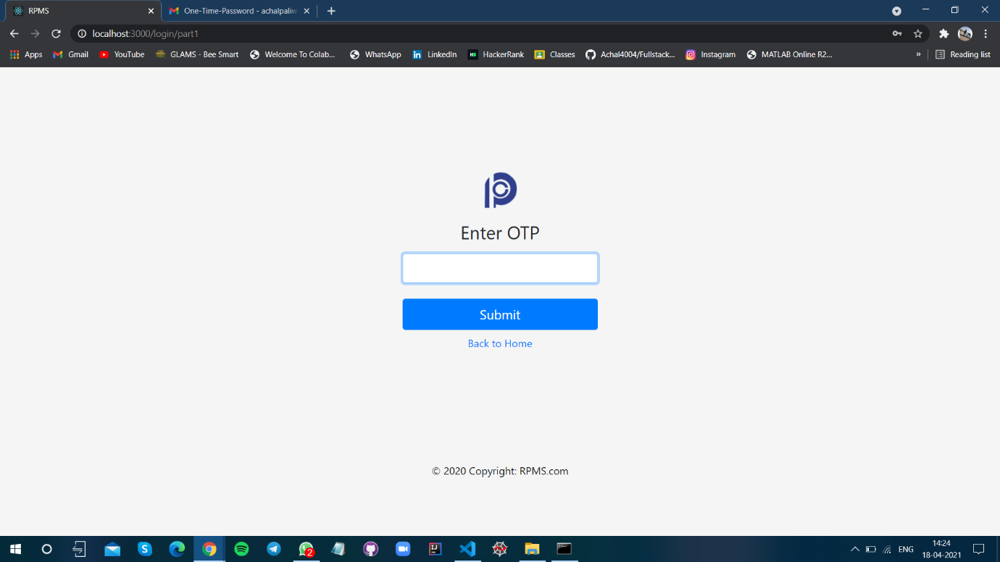 RPMS
One-Time-Password - achalpaliw
localhost:3000/login/part1
Apps Gmail YouTube GLAMS - Bee Smart Welcome To Colab... WhatsApp LinkedIn HackerRank Classes Achal4004/Fullstack... Instagram MATLAB Online R2... » Reading list
Enter OTP
Submit
Back to Home
© 2020 Copyright: RPMS.com
2
ENG
14:24
18-04-2021